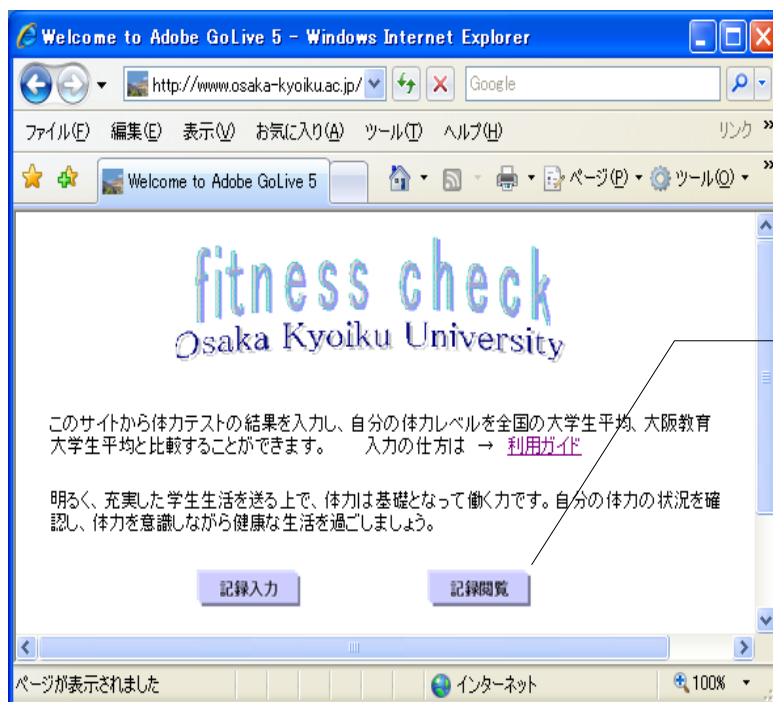 Welcome to Adobe GoLive 5 - Windows Internet Explorer
http://www.osaka-kyoiku.ac.jp/
Google
ファイル(F) 編集(E) 表示(V) お気に入り(A) ツール(T) ヘルプ(H) リンク »
Welcome to Adobe GoLive 5 ページ(P) ツール(O) »
fitness check
Osaka Kyoiku University
このサイトから体力テストの結果を入力し、自分の体力レベルを全国の大学生平均、大阪教育
大学生平均と比較することができます。 入力の仕方は → 利用ガイド
明るく、充実した学生生活を送る上で、体力は基礎となって働く力です。自分の体力の状況を確
認し、体力を意識しながら健康な生活を過ごしましょう。
記録入力 記録閲覧
ページが表示されました インターネット 100%